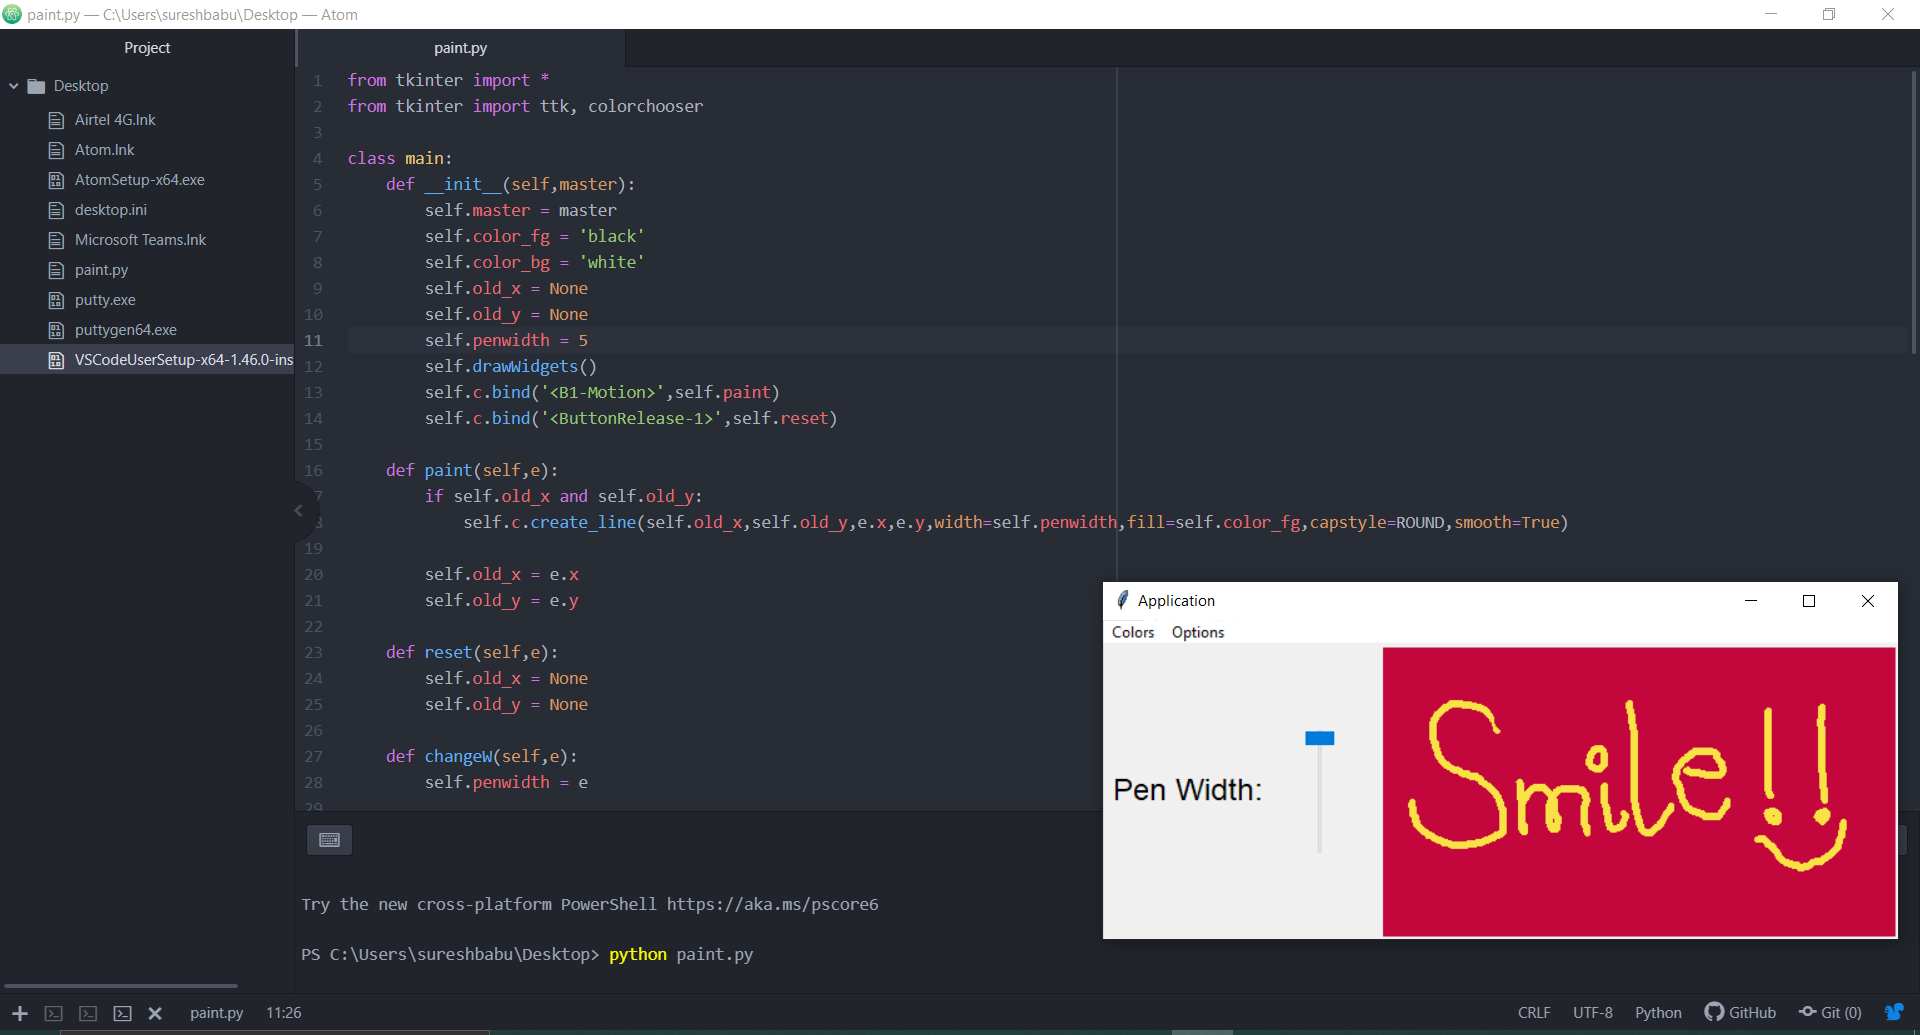 paint.py — C:\Users\sureshbabu\Desktop — Atom
Project
Desktop
Airtel 4G.lnk
Atom.lnk
AtomSetup-x64.exe
desktop.ini
Microsoft Teams.lnk
paint.py
putty.exe
puttygen64.exe
VSCodeUserSetup-x64-1.46.0-ins
paint.py
1 from tkinter import *
2 from tkinter import ttk, colorchooser
3
4 class main:
5     def __init__(self,master):
6         self.master = master
7         self.color_fg = 'black'
8         self.color_bg = 'white'
9         self.old_x = None
10         self.old_y = None
11         self.penwidth = 5
12         self.drawWidgets()
13         self.c.bind('<B1-Motion>',self.paint)
14         self.c.bind('<ButtonRelease-1>',self.reset)
15
16     def paint(self,e):
7         if self.old_x and self.old_y:
8             self.c.create_line(self.old_x,self.old_y,e.x,e.y,width=self.penwidth,fill=self.color_fg,capstyle=ROUND,smooth=True)
19
20         self.old_x = e.x
21         self.old_y = e.y
22
23     def reset(self,e):
24         self.old_x = None
25         self.old_y = None
26
27     def changeW(self,e):
28         self.penwidth = e
29
Application
Colors Options
Pen Width:
Smile!!
Try the new cross-platform PowerShell https://aka.ms/pscore6
PS C:\Users\sureshbabu\Desktop> python paint.py
paint.py 11:26
CRLF UTF-8 Python GitHub Git (0)